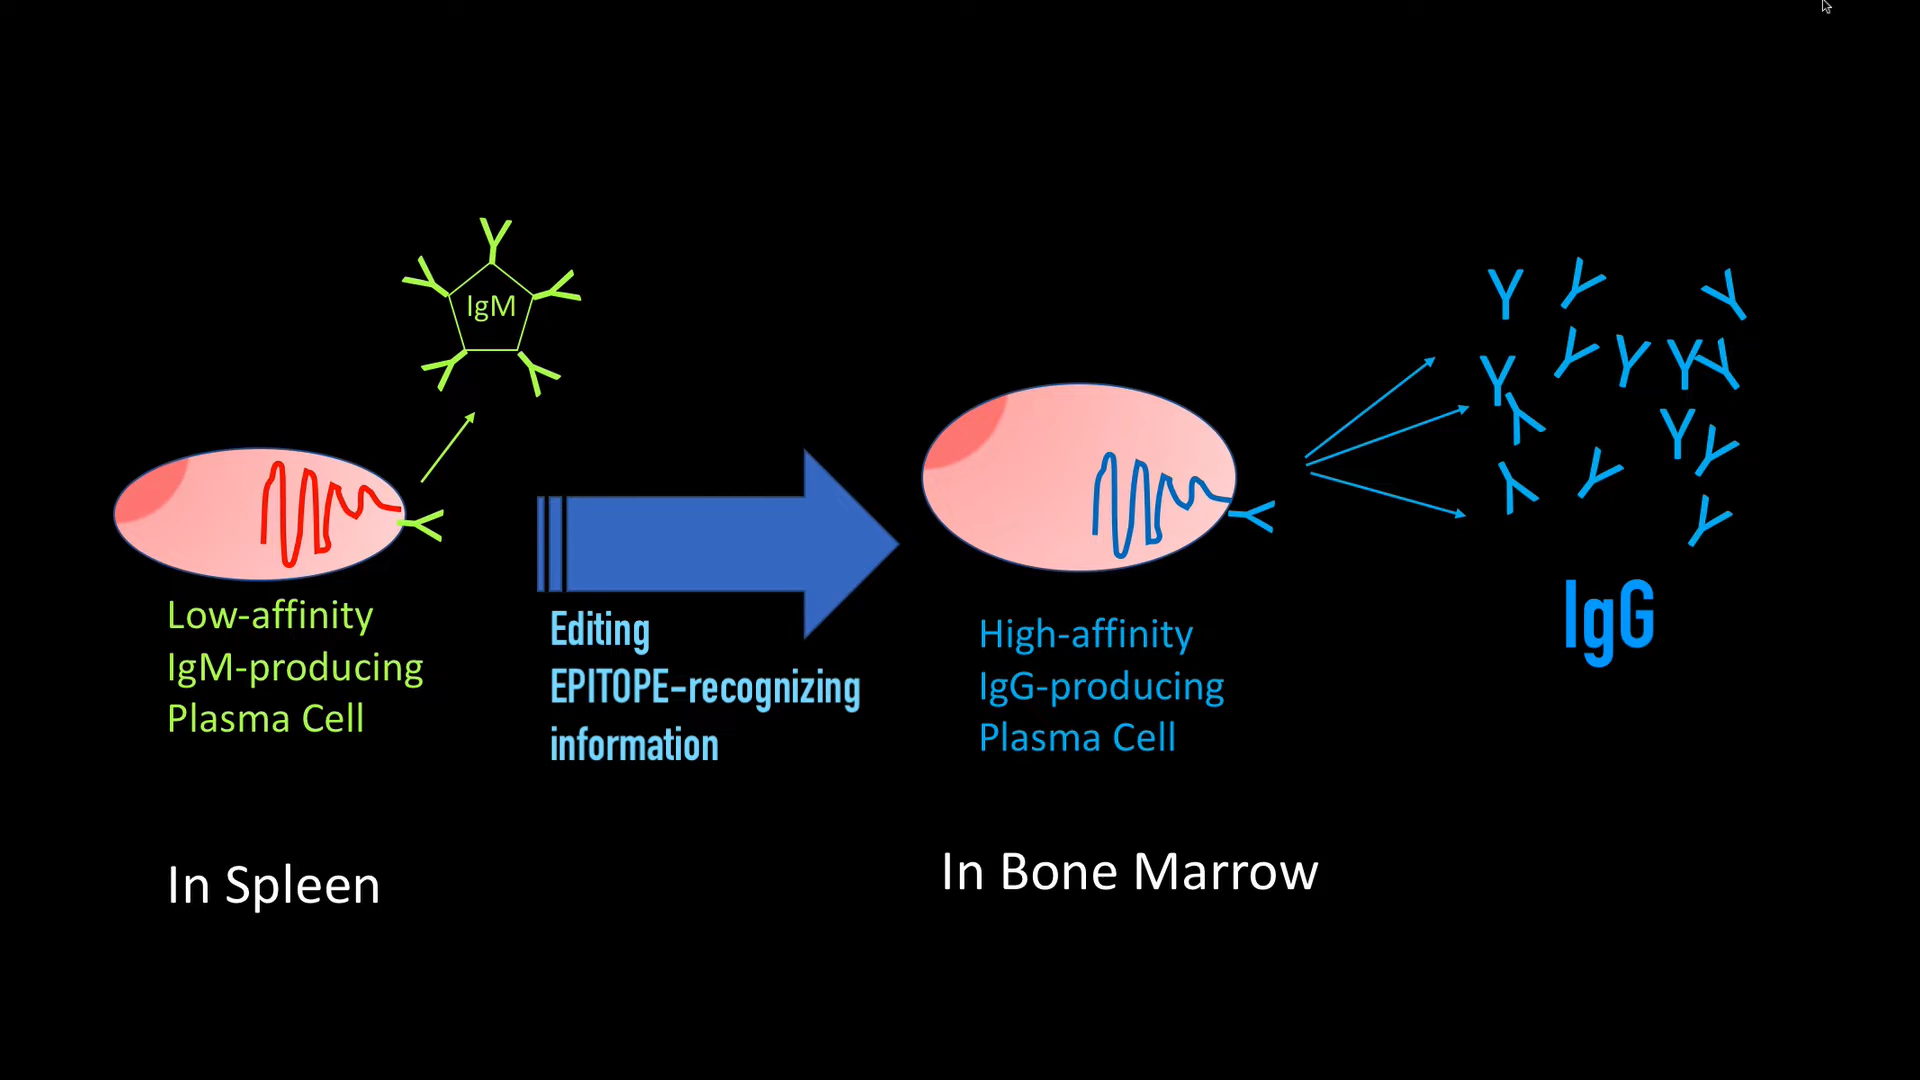 IgM
Low-affinity
IgM-producing
Plasma Cell
Editing
EPITOPE-recognizing
information
High-affinity
IgG-producing
Plasma Cell
IgG
In Spleen
In Bone Marrow